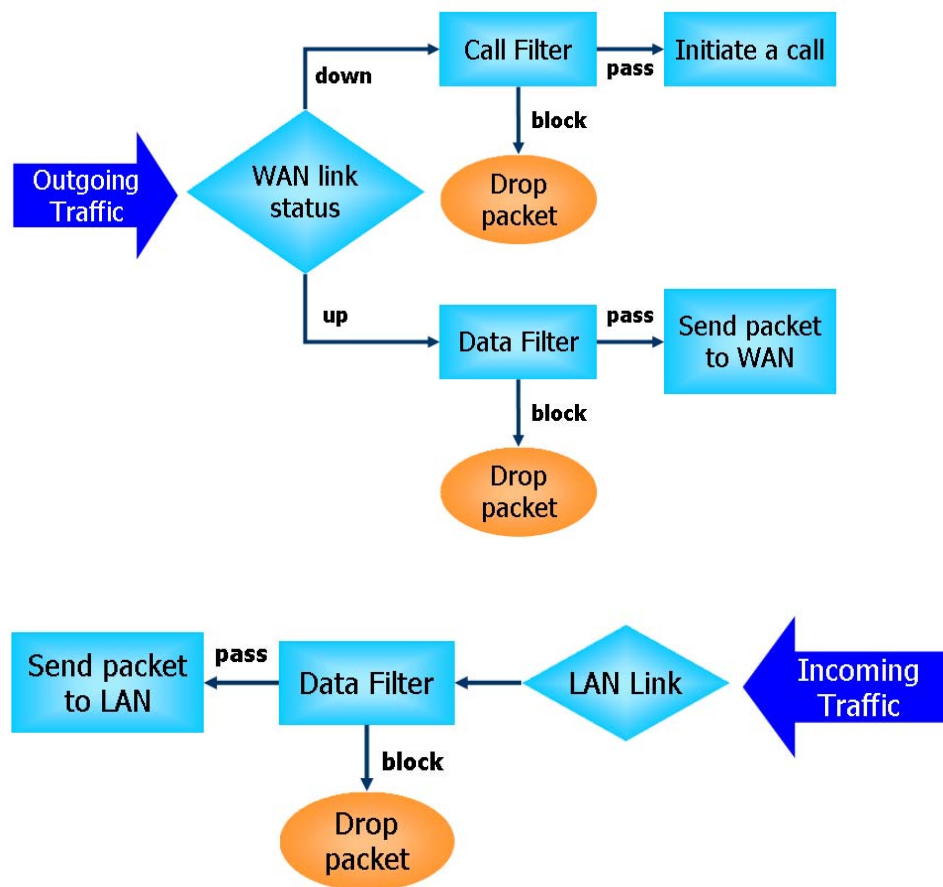 Call Filter
pass
Initiate a call
down
block
Outgoing
Traffic
WAN link
status
Drop
packet
up
Data Filter
pass
Send packet
to WAN
block
Drop
packet
Send packet
to LAN
pass
Data Filter
LAN Link
Incoming
Traffic
block
Drop
packet